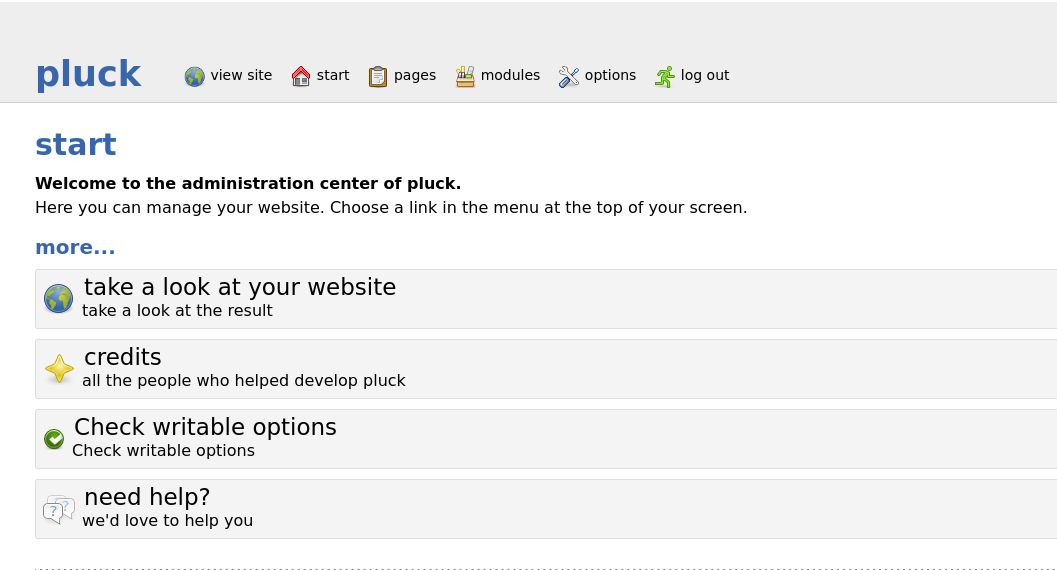 pluck view site start pages modules options log out
start
Welcome to the administration center of pluck.
Here you can manage your website. Choose a link in the menu at the top of your screen.
more...
take a look at your website
take a look at the result
credits
all the people who helped develop pluck
Check writable options
Check writable options
need help?
we'd love to help you